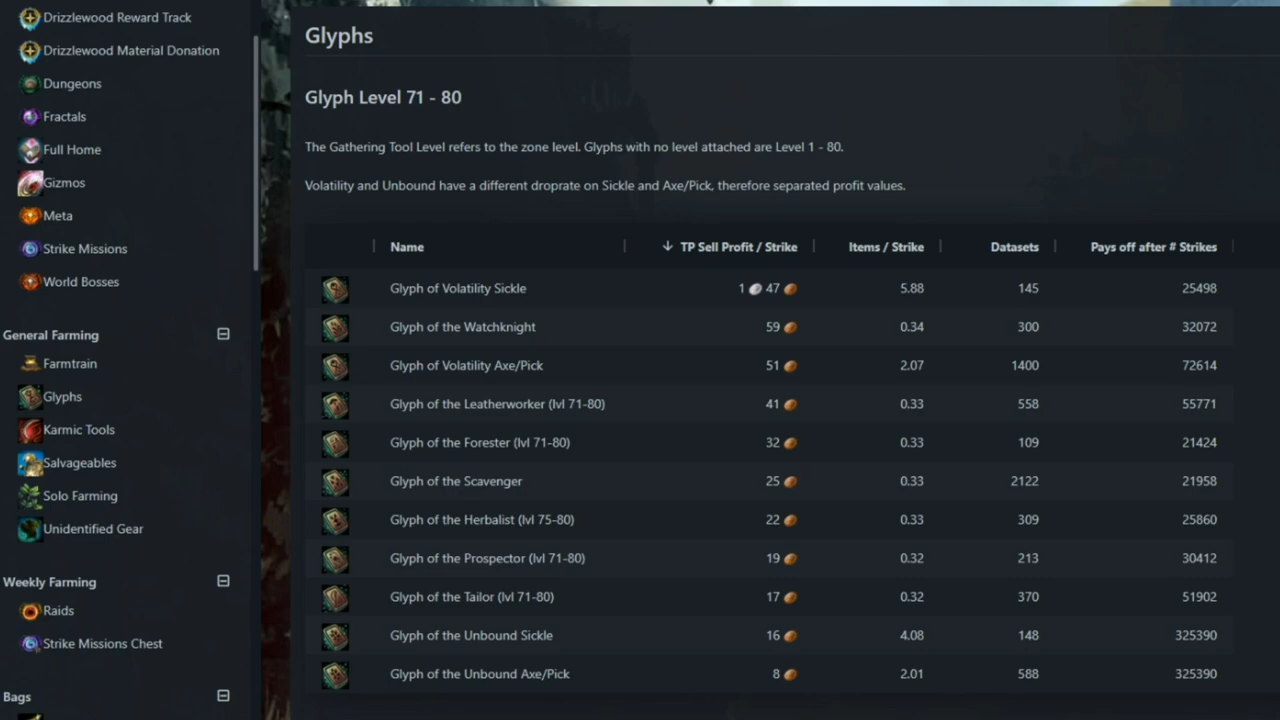 Drizzlewood Reward Track
Drizzlewood Material Donation
Dungeons
Fractals
Full Home
Gizmos
Meta
Strike Missions
World Bosses
General Farming
Farmtrain
Glyphs
Karmic Tools
Salvageables
Solo Farming
Unidentified Gear
Weekly Farming
Raids
Strike Missions Chest
Bags
Glyphs
Glyph Level 71 - 80
The Gathering Tool Level refers to the zone level. Glyphs with no level attached are Level 1 - 80.
Volatility and Unbound have a different droprate on Sickle and Axe/Pick, therefore separated profit values.
Name TP Sell Profit / Strike Items / Strike Datasets Pays off after # Strikes
Glyph of Volatility Sickle 1 47 5.88 145 25498
Glyph of the Watchknight 59 0.34 300 32072
Glyph of Volatility Axe/Pick 51 2.07 1400 72614
Glyph of the Leatherworker (lvl 71-80) 41 0.33 558 55771
Glyph of the Forester (lvl 71-80) 32 0.33 109 21424
Glyph of the Scavenger 25 0.33 2122 21958
Glyph of the Herbalist (lvl 75-80) 22 0.33 309 25860
Glyph of the Prospector (lvl 71-80) 19 0.32 213 30412
Glyph of the Tailor (lvl 71-80) 17 0.32 370 51902
Glyph of the Unbound Sickle 16 4.08 148 325390
Glyph of the Unbound Axe/Pick 8 2.01 588 325390